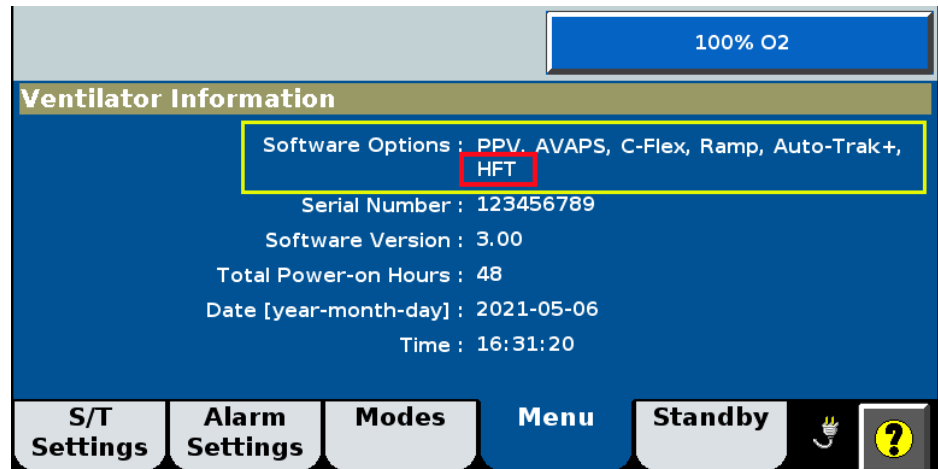 100% O2
Ventilator Information
Software Options : PPV, AVAPS, C-Flex, Ramp, Auto-Trak+,
HFT
Serial Number : 123456789
Software Version : 3.00
Total Power-on Hours : 48
Date [year-month-day] : 2021-05-06
Time : 16:31:20
S/T Settings
Alarm Settings
Modes
Menu
Standby
?